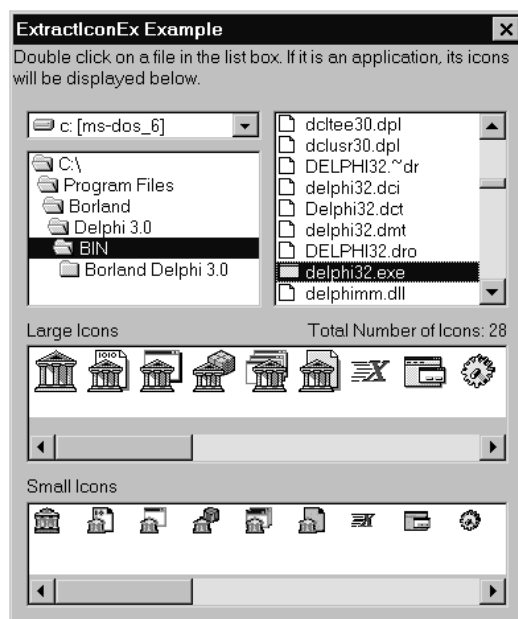 ExtractIconEx Example
Double click on a file in the list box. If it is an application, its icons
will be displayed below.
c: [ms-dos_6]
C:\
Program Files
Borland
Delphi 3.0
BIN
Borland Delphi 3.0
dcltee30.dpl
dclusr30.dpl
DELPHI32.~dr
delphi32.dci
Delphi32.dct
delphi32.dmt
DELPHI32.dro
delphi32.exe
delphimm.dll
Large Icons
Total Number of Icons: 28
Small Icons